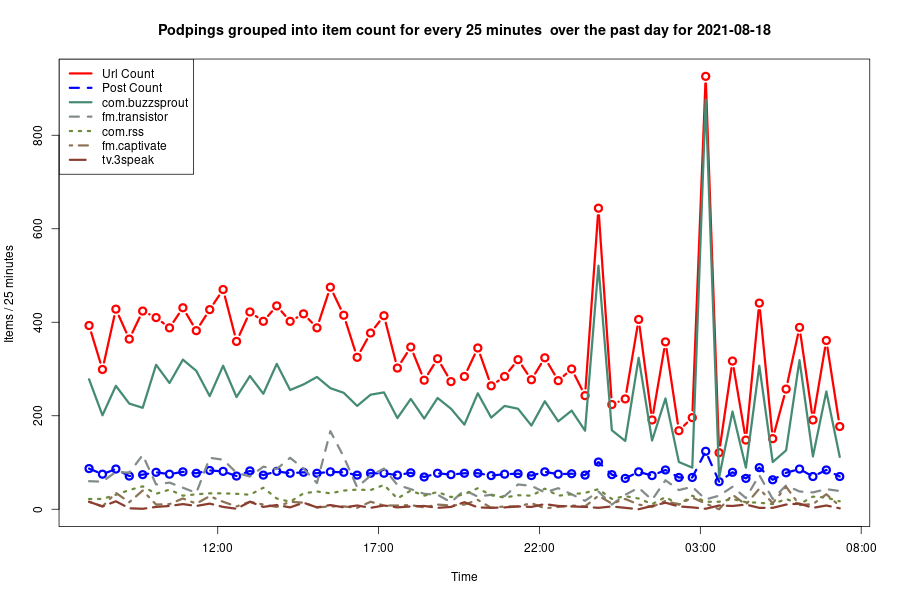 Podpings grouped into item count for every 25 minutes  over the past day for 2021-08-18
Url Count
Post Count
com.buzzsprout
fm.transistor
com.rss
fm.captivate
tv.3speak
Items / 25 minutes
800
600
400
200
0
12:00 17:00 22:00 03:00 08:00
Time